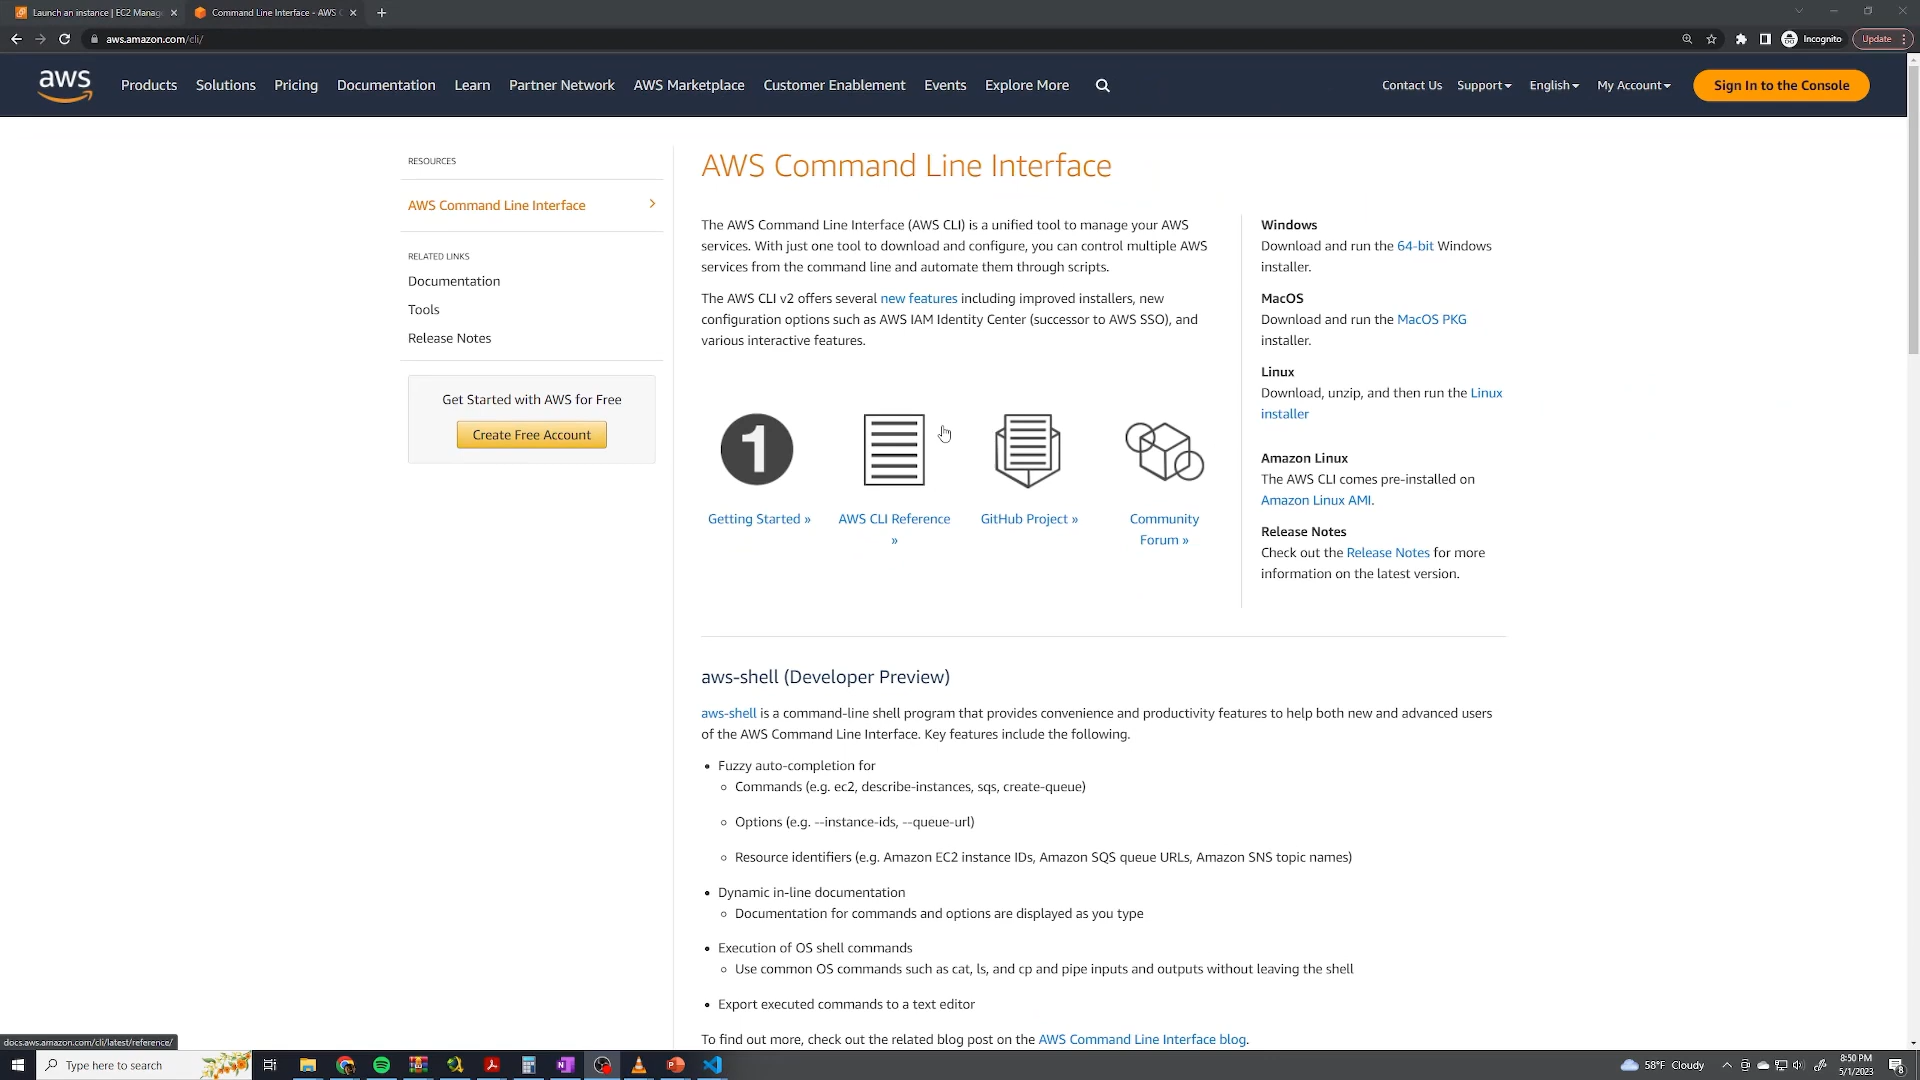 Launch an instance | EC2 Manag
Command Line Interface - AWS C
aws.amazon.com/cli/
Incognito
Update
aws
Products
Solutions
Pricing
Documentation
Learn
Partner Network
AWS Marketplace
Customer Enablement
Events
Explore More
Contact Us
Support
English
My Account
Sign In to the Console
RESOURCES
AWS Command Line Interface
RELATED LINKS
Documentation
Tools
Release Notes
Get Started with AWS for Free
Create Free Account
AWS Command Line Interface
The AWS Command Line Interface (AWS CLI) is a unified tool to manage your AWS
services. With just one tool to download and configure, you can control multiple AWS
services from the command line and automate them through scripts.
The AWS CLI v2 offers several new features including improved installers, new
configuration options such as AWS IAM Identity Center (successor to AWS SSO), and
various interactive features.
1
Getting Started »
AWS CLI Reference
»
GitHub Project »
Community
Forum »
Windows
Download and run the 64-bit Windows
installer.
MacOS
Download and run the MacOS PKG
installer.
Linux
Download, unzip, and then run the Linux
installer
Amazon Linux
The AWS CLI comes pre-installed on
Amazon Linux AMI.
Release Notes
Check out the Release Notes for more
information on the latest version.
aws-shell (Developer Preview)
aws-shell is a command-line shell program that provides convenience and productivity features to help both new and advanced users
of the AWS Command Line Interface. Key features include the following.
• Fuzzy auto-completion for
○ Commands (e.g. ec2, describe-instances, sqs, create-queue)
○ Options (e.g. --instance-ids, --queue-url)
○ Resource identifiers (e.g. Amazon EC2 instance IDs, Amazon SQS queue URLs, Amazon SNS topic names)
• Dynamic in-line documentation
○ Documentation for commands and options are displayed as you type
• Execution of OS shell commands
○ Use common OS commands such as cat, ls, and cp and pipe inputs and outputs without leaving the shell
• Export executed commands to a text editor
To find out more, check out the related blog post on the AWS Command Line Interface blog.
docs.aws.amazon.com/cli/latest/reference/
Type here to search
58°F Cloudy
8:50 PM
5/1/2023